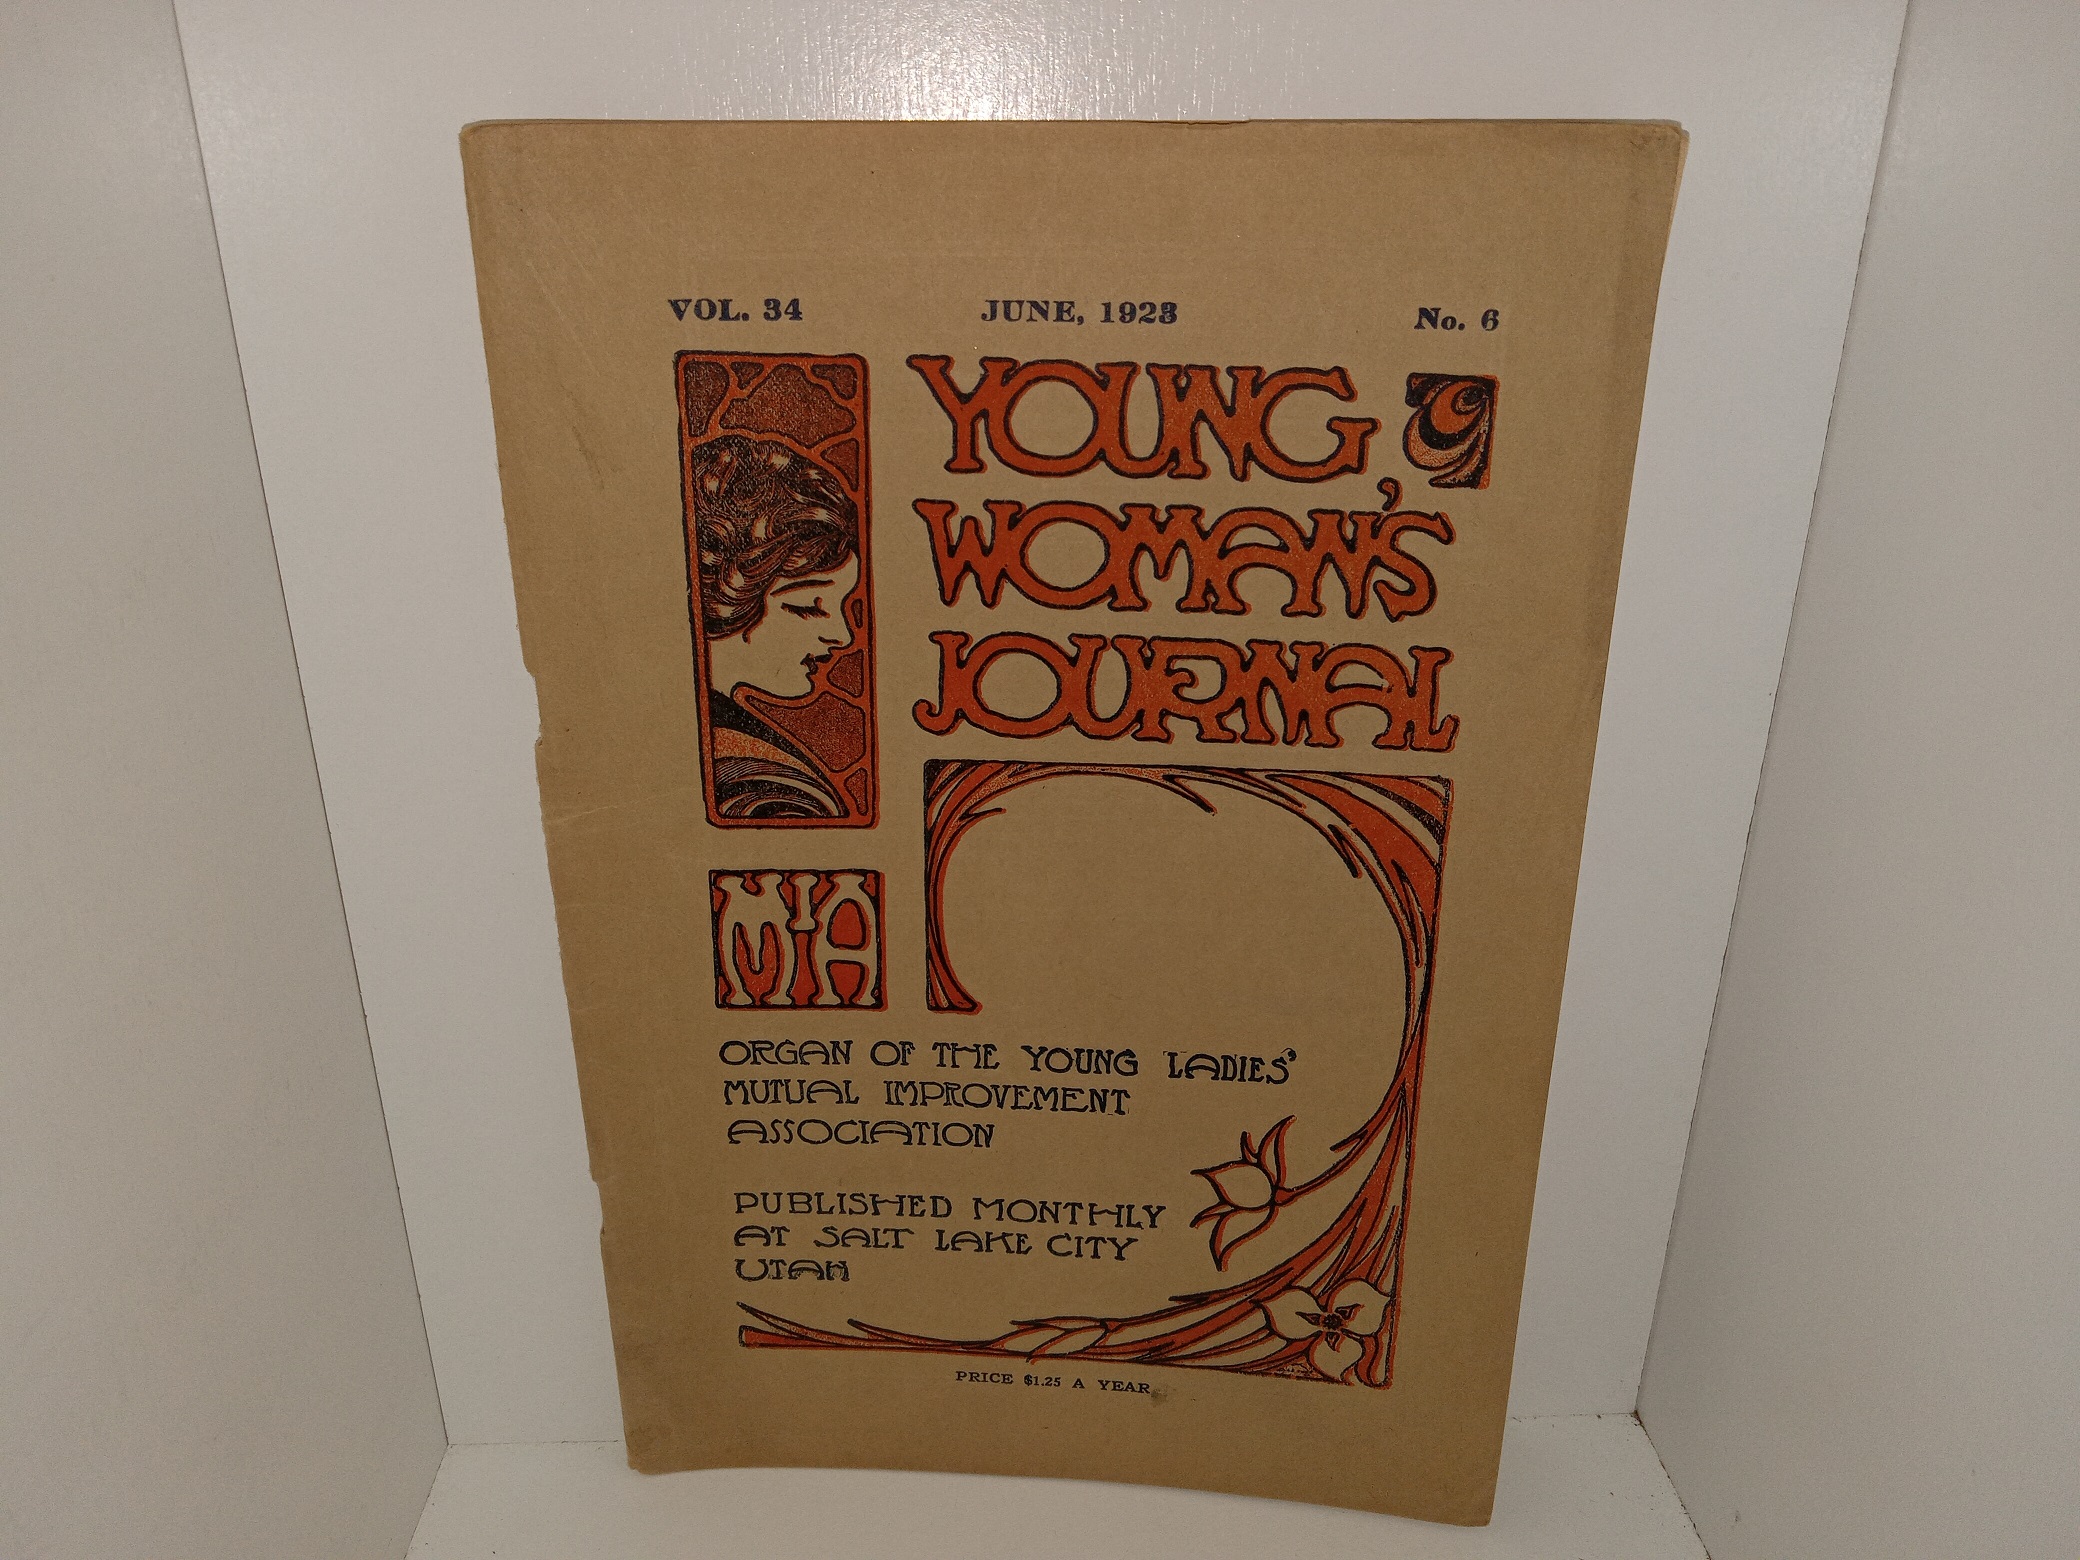 VOL. 34 JUNE, 1923 No. 6
YOUNG
WOMAN'S
JOURNAL
MIA
ORGAN OF THE YOUNG LADIES'
MUTUAL IMPROVEMENT
ASSOCIATION
PUBLISHED MONTHLY
AT SALT LAKE CITY
UTAH
PRICE $1.25 A YEAR